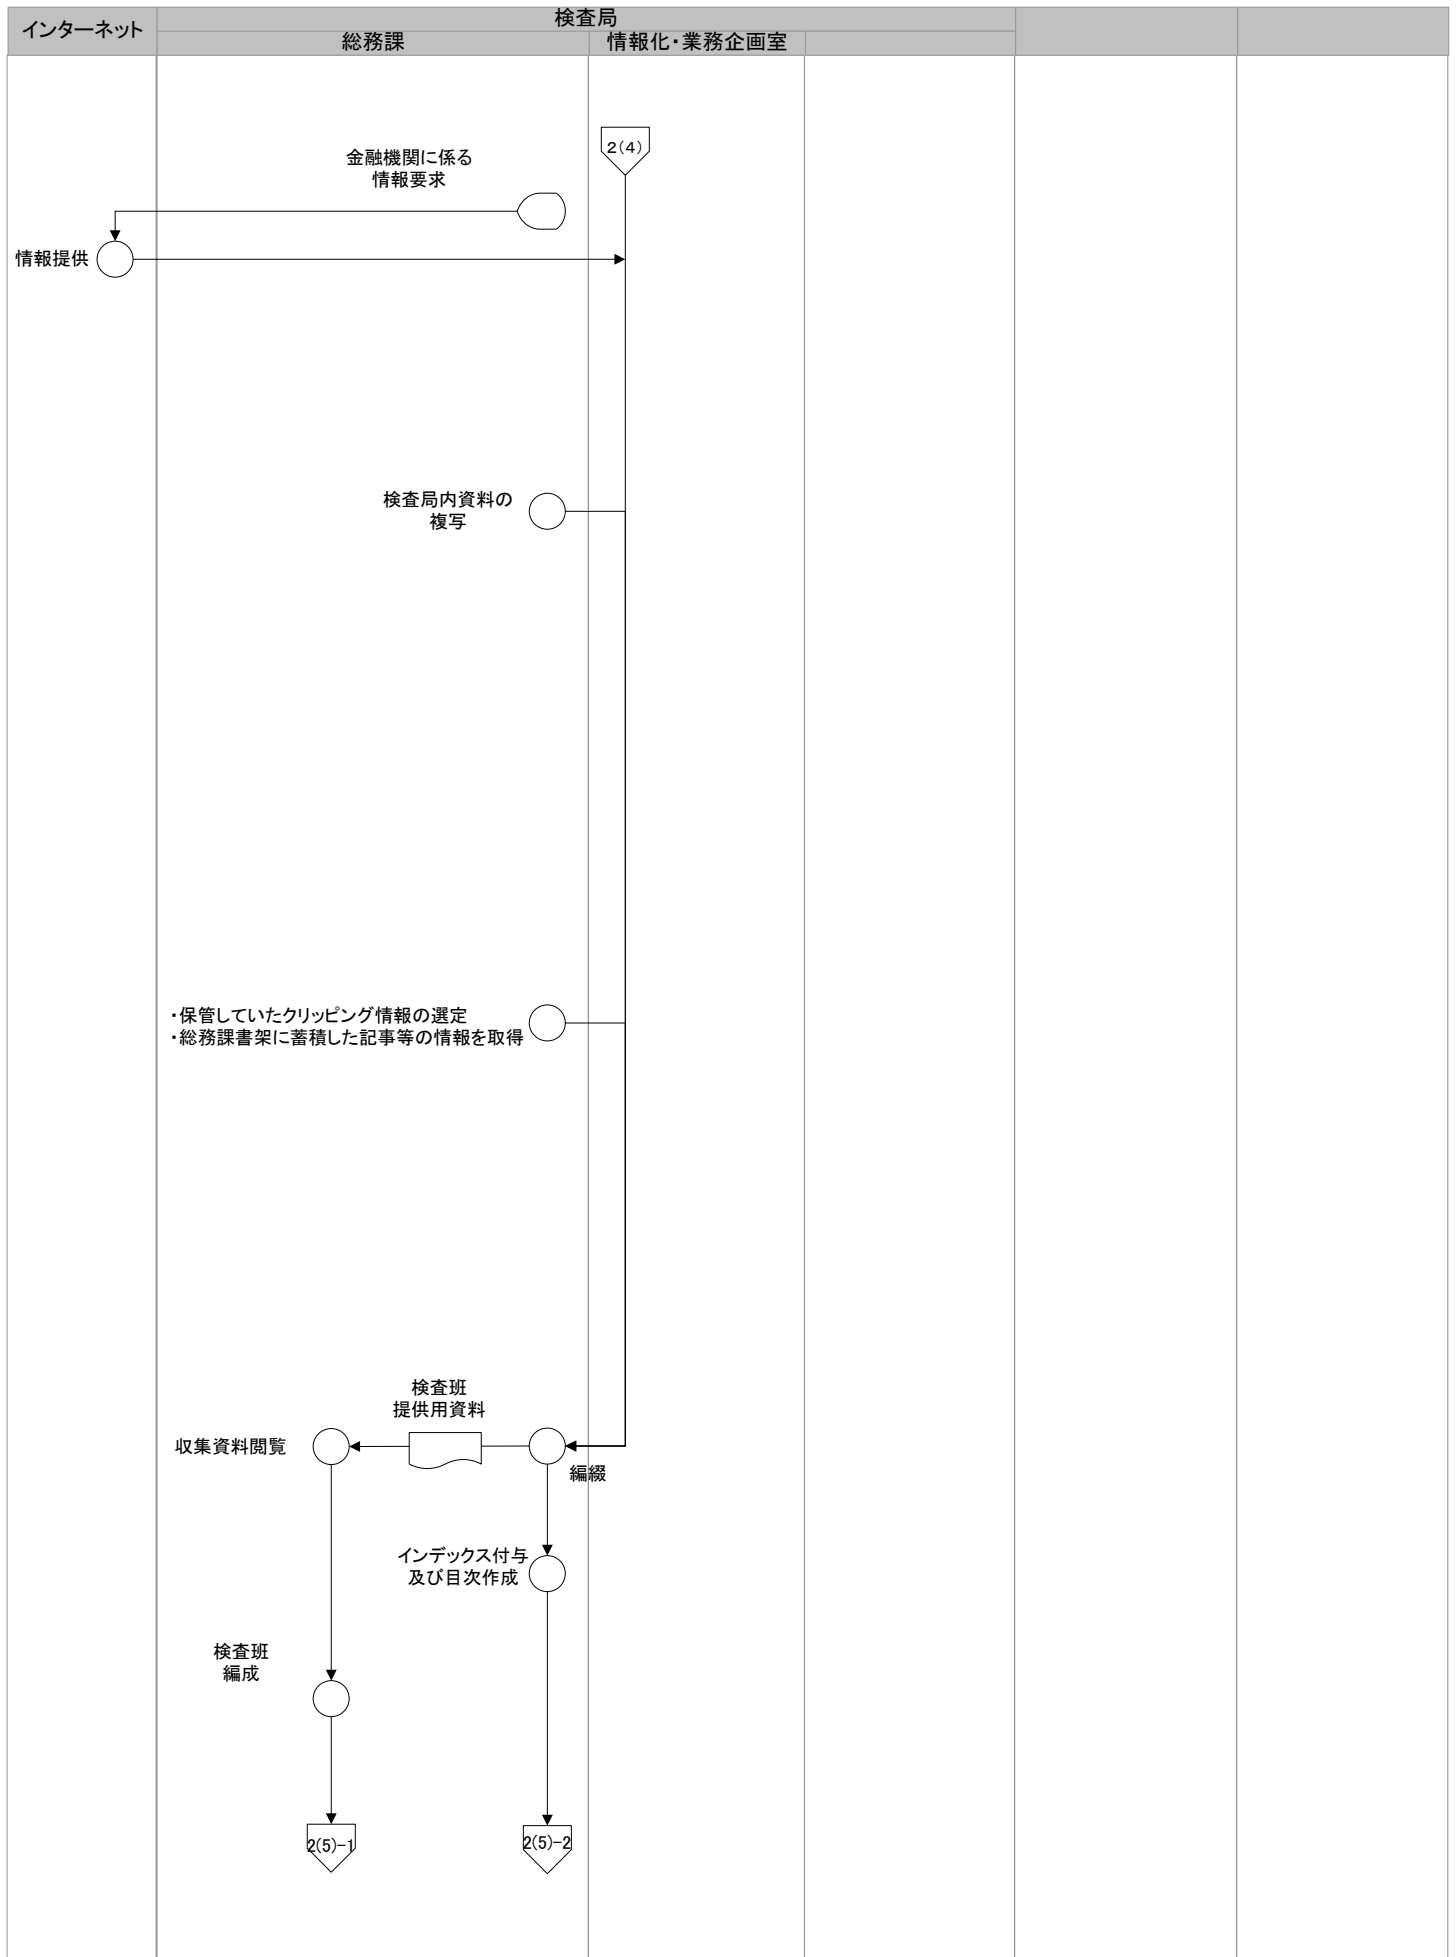 検査局
インターネット
総務課
情報化・業務企画室
2(4)
金融機関に係る
情報要求
情報提供
検査局内資料の
複写
・保管していたクリッピング情報の選定
・総務課書架に蓄積した記事等の情報を取得
検査班
提供用資料
収集資料閲覧
編綴
インデックス付与
及び目次作成
検査班
編成
2(5)-1
2(5)-2